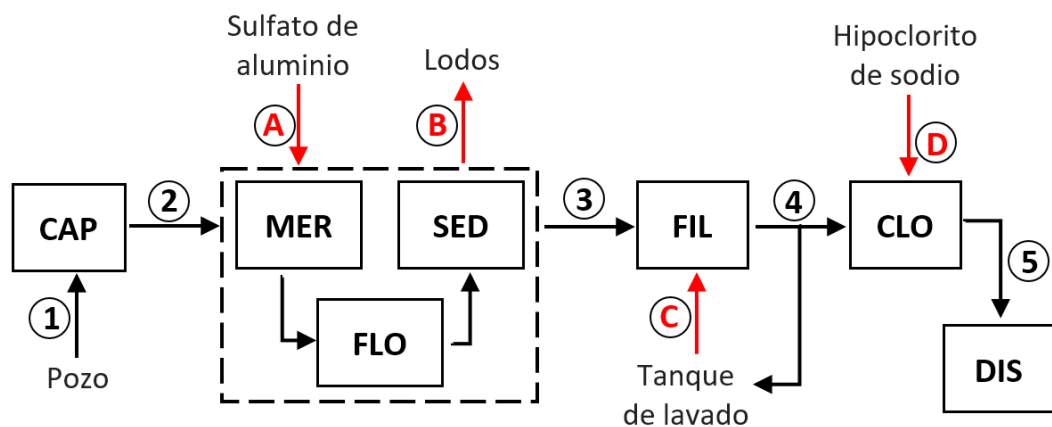 Sulfato de
aluminio
Lodos
Hipoclorito
de sodio
A
B
D
CAP
2
MER
SED
3
FIL
4
CLO
5
1
FLO
C
Pozo
Tanque
de lavado
DIS